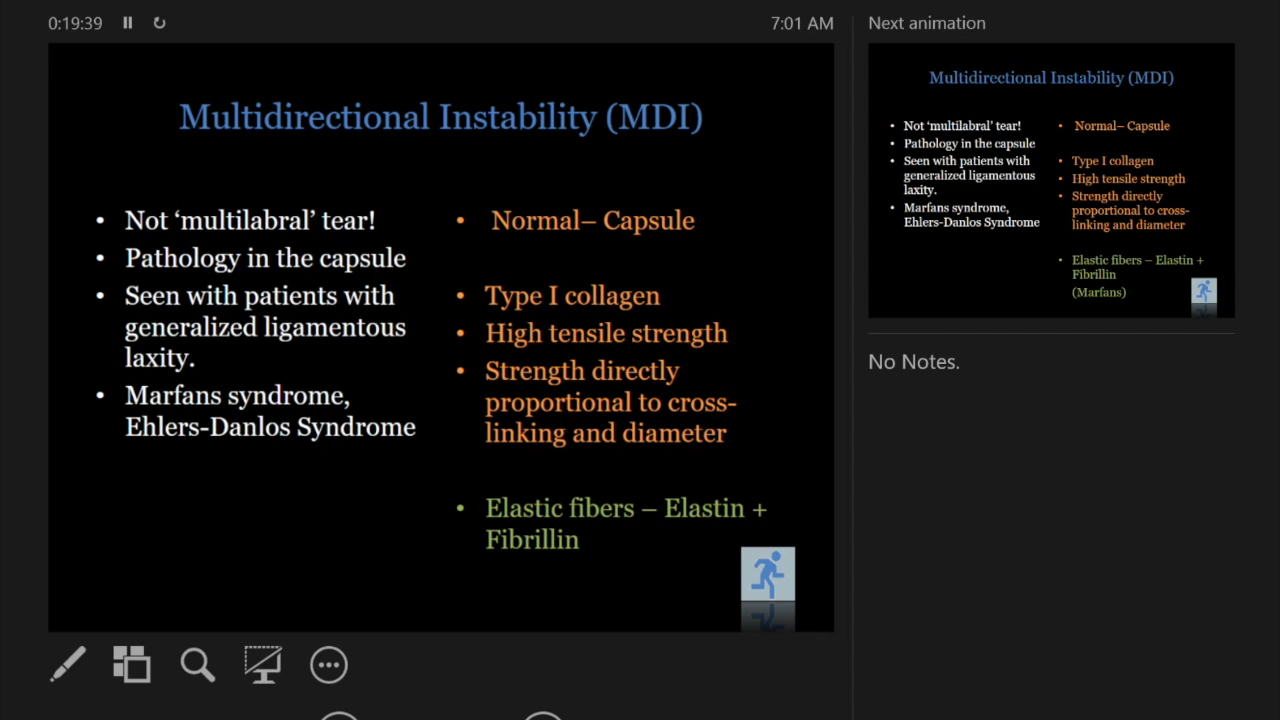 0:19:39
7:01 AM
Next animation
Multidirectional Instability (MDI)
• Not ‘multilabral’ tear!
• Pathology in the capsule
• Seen with patients with
generalized ligamentous
laxity.
• Marfans syndrome,
Ehlers-Danlos Syndrome
• Normal– Capsule
• Type I collagen
• High tensile strength
• Strength directly
proportional to cross-
linking and diameter
• Elastic fibers – Elastin +
Fibrillin
Multidirectional Instability (MDI)
• Not ‘multilabral’ tear!
• Pathology in the capsule
• Seen with patients with
generalized ligamentous
laxity.
• Marfans syndrome,
Ehlers-Danlos Syndrome
• Normal– Capsule
• Type I collagen
• High tensile strength
• Strength directly
proportional to cross-
linking and diameter
• Elastic fibers – Elastin +
Fibrillin
(Marfans)
No Notes.